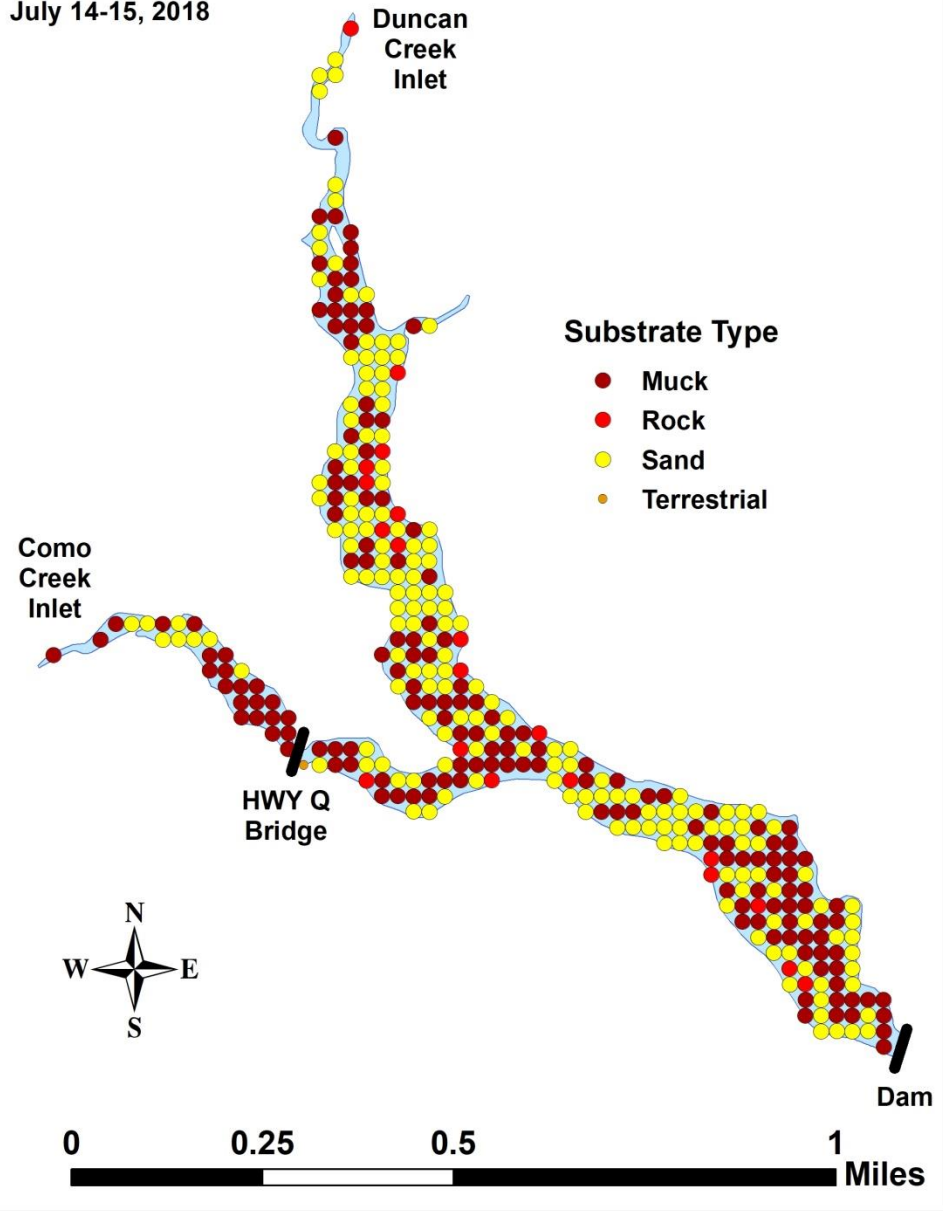 July 14-15, 2018
Duncan
Creek
Inlet
Substrate Type
Muck
Rock
Sand
Terrestrial
Como
Creek
Inlet
HWY Q
Bridge
N
W E
S
Dam
0 0.25 0.5 1
Miles